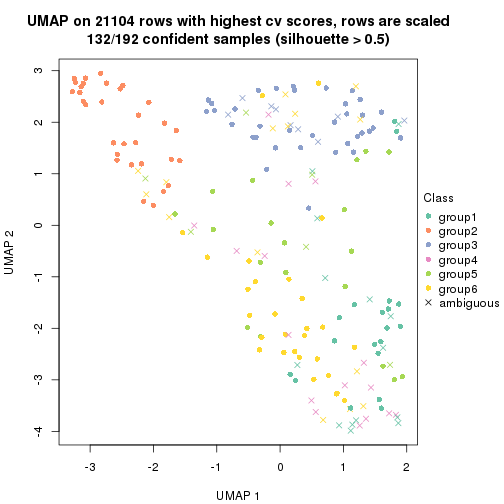 UMAP on 21104 rows with highest cv scores, rows are scaled
132/192 confident samples (silhouette > 0.5)
3
2
1
0
-1
-2
-3
-4
UMAP 2
-3
-2
-1
0
1
2
UMAP 1
Class
group1
group2
group3
group4
group5
group6
ambiguous